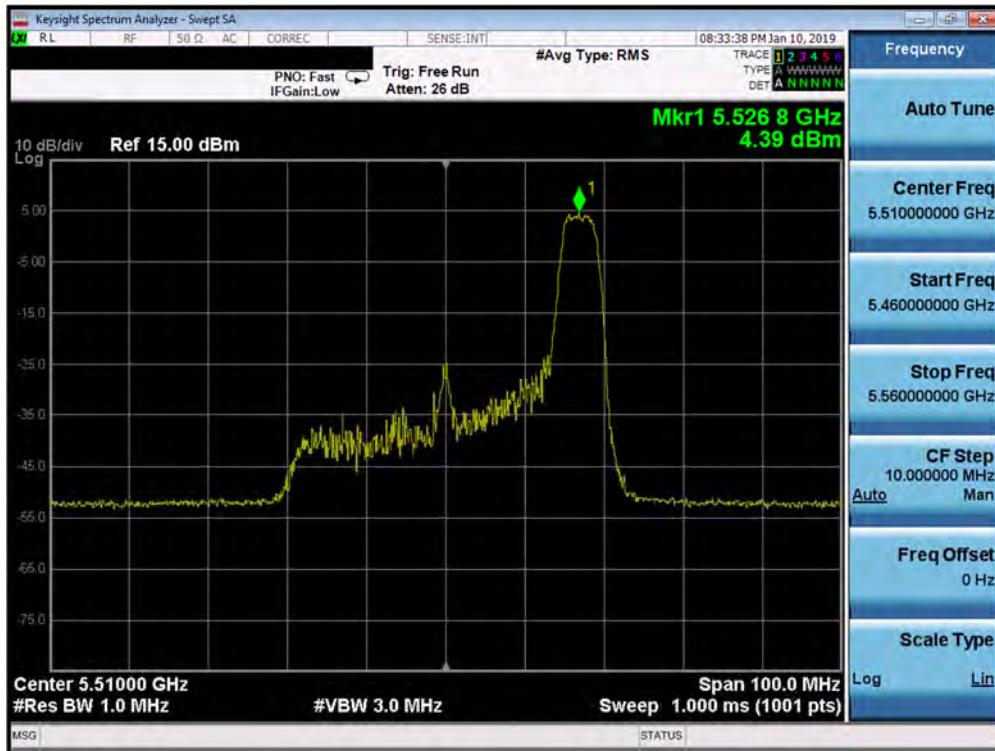 Keysight Spectrum Analyzer - Swept SA
LXI RL RF 50 Ω AC CORREC SENSE:INT 08:33:38 PM Jan 10, 2019
#Avg Type: RMS
TRACE 1 2 3 4 5 6
PNO: Fast Trig: Free Run
TYPE A WWWWW
IFGain:Low Atten: 26 dB
DET A N N N N N
Mkr1 5.526 8 GHz
4.39 dBm
10 dB/div Ref 15.00 dBm
Log
1
5.00
-5.00
-15.0
-25.0
-35.0
-45.0
-55.0
-65.0
-75.0
Center 5.51000 GHz Span 100.0 MHz
#Res BW 1.0 MHz #VBW 3.0 MHz Sweep 1.000 ms (1001 pts)
MSG STATUS
Frequency
Auto Tune
Center Freq
5.510000000 GHz
Start Freq
5.460000000 GHz
Stop Freq
5.560000000 GHz
CF Step
10.000000 MHz
Auto Man
Freq Offset
0 Hz
Scale Type
Log Lin